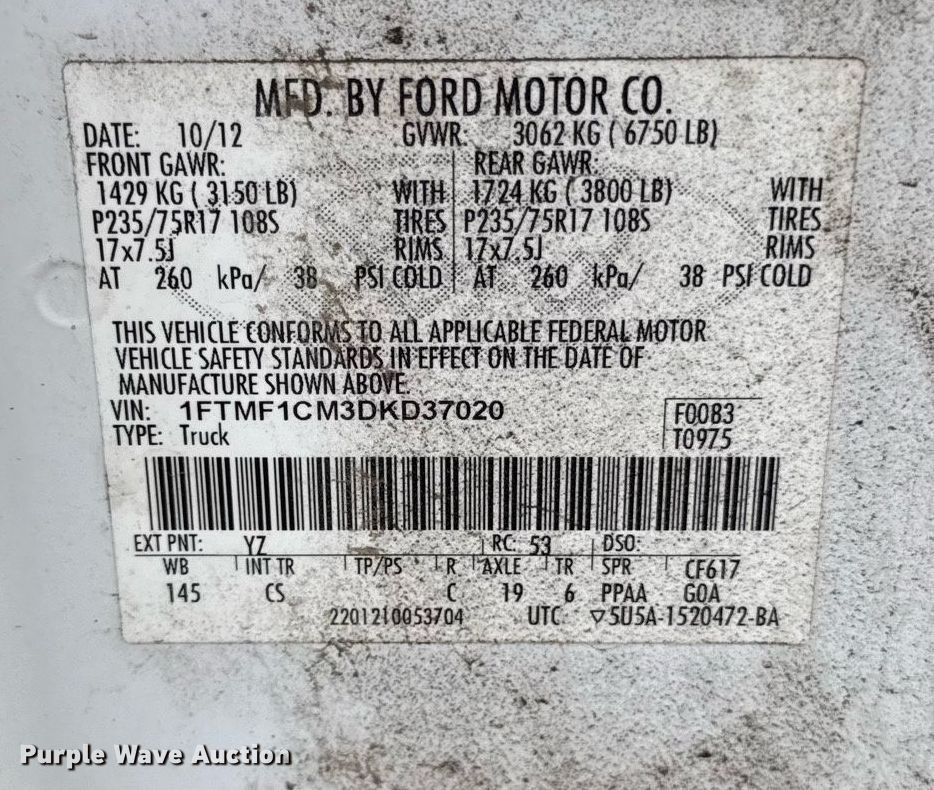 MFD. BY FORD MOTOR CO.
DATE: 10/12 GVWR: 3062 KG ( 6750 LB)
FRONT GAWR: REAR GAWR:
1429 KG ( 3150 LB) WITH 1724 KG ( 3800 LB) WITH
P235/75R17 108S TIRES P235/75R17 108S TIRES
17x7.5J RIMS 17x7.5J RIMS
AT 260 kPa/ 38 PSI COLD AT 260 kPa/ 38 PSI COLD
THIS VEHICLE CONFORMS TO ALL APPLICABLE FEDERAL MOTOR
VEHICLE SAFETY STANDARDS IN EFFECT ON THE DATE OF
MANUFACTURE SHOWN ABOVE.
VIN: 1FTMF1CM3DKD37020 F0083
TYPE: Truck T0975
EXT PNT: YZ RC: 53 DSO:
WB INT TR TP/PS R AXLE TR SPR CF617
145 CS C 19 6 PPAA GOA
2201210053704 UTC ▽5U5A-1520472-BA
Purple Wave Auction